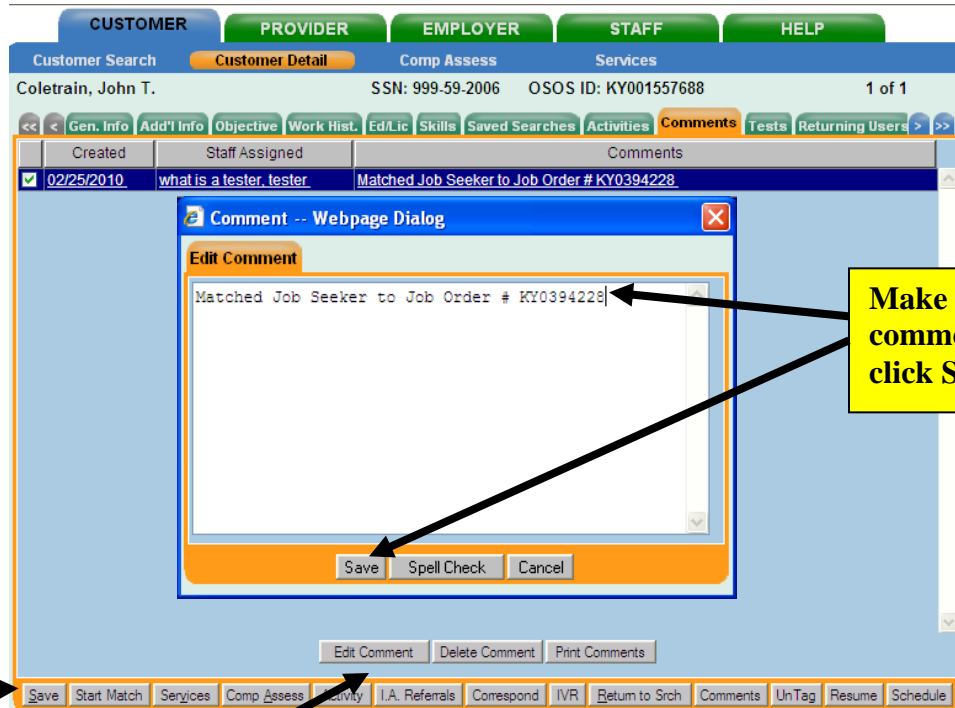 CUSTOMER PROVIDER EMPLOYER STAFF HELP
Customer Search Customer Detail Comp Assess Services
Coletrain, John T. SSN: 999-59-2006 OSOS ID: KY001557688 1 of 1
<< < Gen. Info Add'l Info Objective Work Hist. Ed/Lic Skills Saved Searches Activities Comments Tests Returning Users > >>
Created Staff Assigned Comments
02/25/2010 what is a tester, tester Matched Job Seeker to Job Order # KY0394228
Comment -- Webpage Dialog
Edit Comment
Matched Job Seeker to Job Order # KY0394228
Make
comme
click S
Save Spell Check Cancel
Edit Comment Delete Comment Print Comments
Save Start Match Services Comp Assess Activity I.A. Referrals Correspond IVR Return to Srch Comments UnTag Resume Schedule